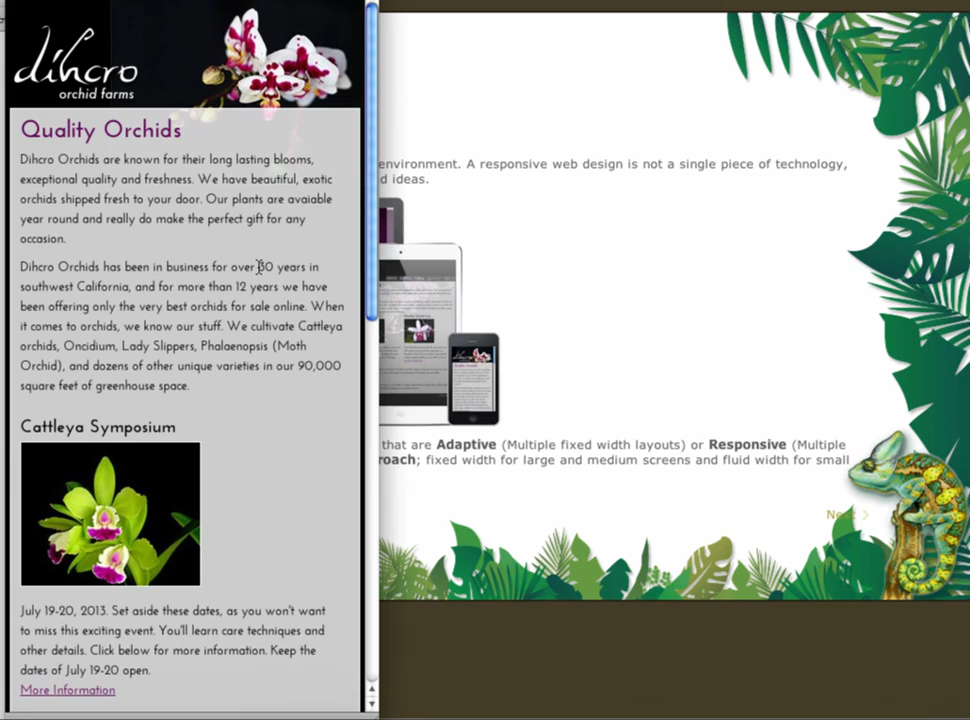 dihcro
orchid farms
Quality Orchids
Dihcro Orchids are known for their long lasting blooms,
exceptional quality and freshness. We have beautiful, exotic
orchids shipped fresh to your door. Our plants are avaiable
year round and really do make the perfect gift for any
occasion.
Dihcro Orchids has been in business for over 30 years in
southwest California, and for more than 12 years we have
been offering only the very best orchids for sale online. When
it comes to orchids, we know our stuff. We cultivate Cattleya
orchids, Oncidium, Lady Slippers, Phalaenopsis (Moth
Orchid), and dozens of other unique varieties in our 90,000
square feet of greenhouse space.
Cattleya Symposium
July 19-20, 2013. Set aside these dates, as you won't want
to miss this exciting event. You'll learn care techniques and
other details. Click below for more information. Keep the
dates of July 19-20 open.
More Information
environment. A responsive web design is not a single piece of technology,
d ideas.
that are Adaptive (Multiple fixed width layouts) or Responsive (Multiple
roach; fixed width for large and medium screens and fluid width for small
Next